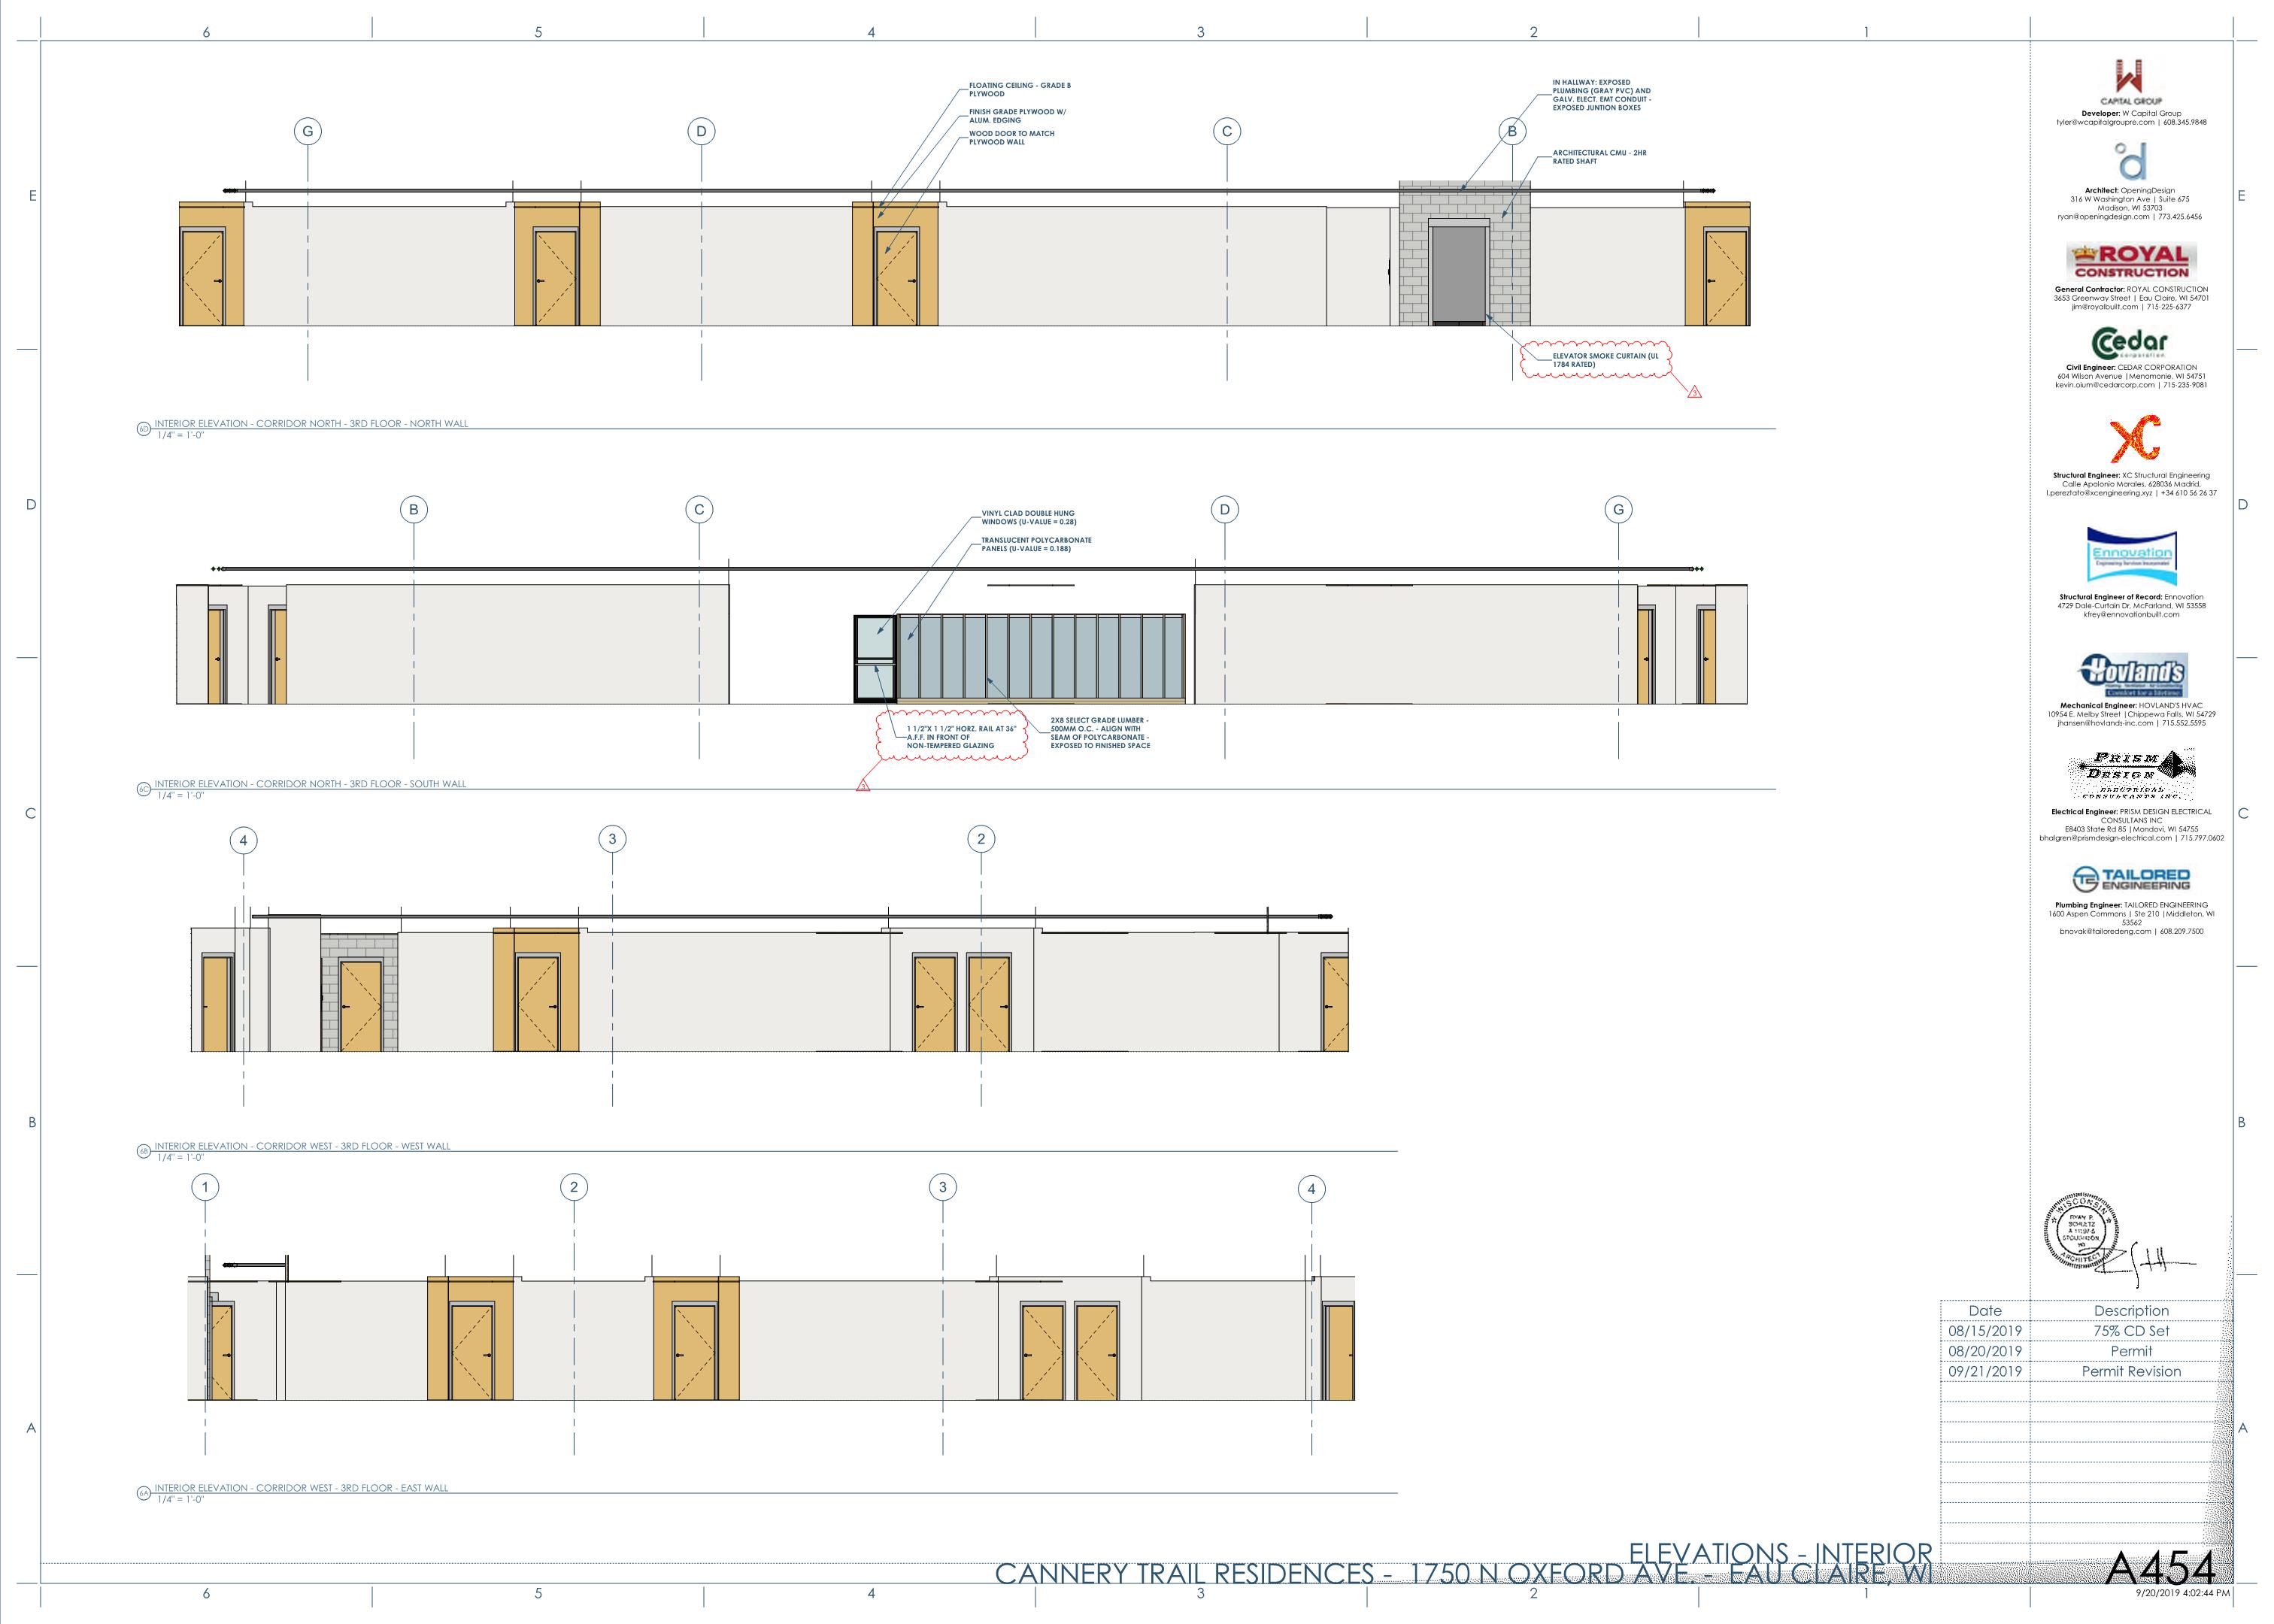 6 5 4 3 2 1
FLOATING CEILING - GRADE B
PLYWOOD
FINISH GRADE PLYWOOD W/
ALUM. EDGING
WOOD DOOR TO MATCH
PLYWOOD WALL
IN HALLWAY: EXPOSED
PLUMBING (GRAY PVC) AND
GALV. ELECT. EMT CONDUIT -
EXPOSED JUNTION BOXES
G D C B
ARCHITECTURAL CMU - 2HR
RATED SHAFT
E E
ELEVATOR SMOKE CURTAIN (UL
1784 RATED)
3
6D INTERIOR ELEVATION - CORRIDOR NORTH - 3RD FLOOR - NORTH WALL
1/4" = 1'-0"
D D
B C D G
VINYL CLAD DOUBLE HUNG
WINDOWS (U-VALUE = 0.28)
TRANSLUCENT POLYCARBONATE
PANELS (U-VALUE = 0.188)
1 1/2"X 1 1/2" HORZ. RAIL AT 36"
A.F.F. IN FRONT OF
NON-TEMPERED GLAZING
2X8 SELECT GRADE LUMBER -
500MM O.C. - ALIGN WITH
SEAM OF POLYCARBONATE -
EXPOSED TO FINISHED SPACE
3
6C INTERIOR ELEVATION - CORRIDOR NORTH - 3RD FLOOR - SOUTH WALL
1/4" = 1'-0"
C C
4 3 2
B B
6B INTERIOR ELEVATION - CORRIDOR WEST - 3RD FLOOR - WEST WALL
1/4" = 1'-0"
1 2 3 4
A A
6A INTERIOR ELEVATION - CORRIDOR WEST - 3RD FLOOR - EAST WALL
1/4" = 1'-0"
W
CAPITAL GROUP
Developer: W Capital Group
tyler@wcapitalgroupre.com | 608.345.9848
Architect: OpeningDesign
316 W Washington Ave | Suite 675
Madison, WI 53703
ryan@openingdesign.com | 773.425.6456
ROYAL
CONSTRUCTION
General Contractor: ROYAL CONSTRUCTION
3653 Greenway Street | Eau Claire, WI 54701
jim@royalbuilt.com | 715-225-6377
Cedar
corporation
Civil Engineer: CEDAR CORPORATION
604 Wilson Avenue |Menomonie, WI 54751
kevin.oium@cedarcorp.com | 715-235-9081
XC
Structural Engineer: XC Structural Engineering
Calle Apolonio Morales, 628036 Madrid,
l.pereztato@xcengineering.xyz | +34 610 56 26 37
Ennovation
Engineering Services Incorporated
Structural Engineer of Record: Ennovation
4729 Dale-Curtain Dr, McFarland, WI 53558
kfrey@ennovationbuilt.com
Hovland's
Heating - Ventilation - Air Conditioning
Comfort for a lifetime
Mechanical Engineer: HOVLAND'S HVAC
10954 E. Melby Street |Chippewa Falls, WI 54729
jhansen@hovlands-inc.com | 715.552.5595
PRISM
DESIGN
ELECTRICAL
CONSULTANTS INC.
Electrical Engineer: PRISM DESIGN ELECTRICAL
CONSULTANS INC
E8403 State Rd 85 |Mondovi, WI 54755
bhalgren@prismdesign-electrical.com | 715.797.0602
TAILORED
ENGINEERING
Plumbing Engineer: TAILORED ENGINEERING
1600 Aspen Commons | Ste 210 |Middleton, WI
53562
bnovak@tailoredeng.com | 608.209.7500
WISCONSIN
RYAN P.
SCHULTZ
STOUGHTON,
WI
ARCHITECT
Date Description
08/15/2019 75% CD Set
08/20/2019 Permit
09/21/2019 Permit Revision
ELEVATIONS - INTERIOR
CANNERY TRAIL RESIDENCES - 1750 N OXFORD AVE. - EAU CLAIRE, WI
A454
9/20/2019 4:02:44 PM
6 5 4 3 2 1